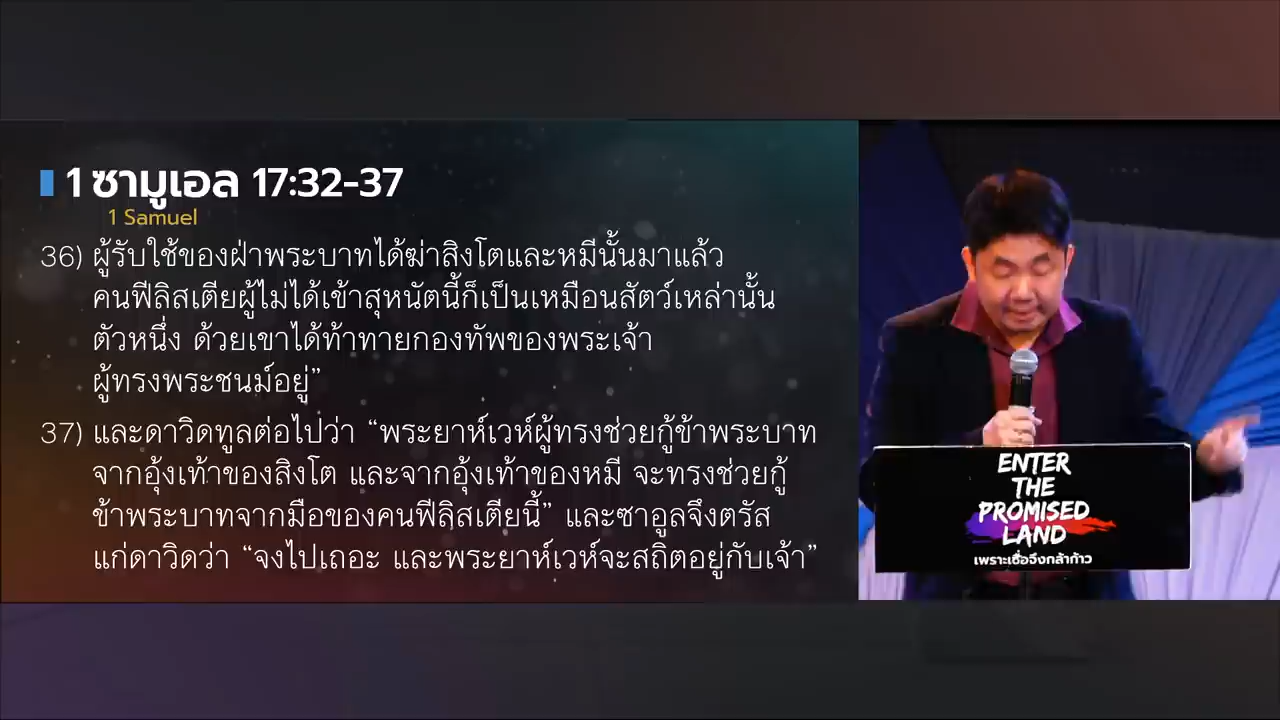 1 ซามูเอล 17:32-37
1 Samuel
36) ผู้รับใช้ของฝ่าพระบาทได้ฆ่าสิงโตและหมีนั้นมาแล้ว
คนฟีลิสเตียผู้ไม่ได้เข้าสุหนัตนี้ก็เป็นเหมือนสัตว์เหล่านั้น
ตัวหนึ่ง ด้วยเขาได้ท้าทายกองทัพของพระเจ้า
ผู้ทรงพระชนม์อยู่”
37) และดาวิดทูลต่อไปว่า “พระยาห์เวห์ผู้ทรงช่วยกู้ข้าพระบาท
จากอุ้งเท้าของสิงโต และจากอุ้งเท้าของหมี จะทรงช่วยกู้
ข้าพระบาทจากมือของคนฟีลิสเตียนี้” และซาอูลจึงตรัส
แก่ดาวิดว่า “จงไปเถอะ และพระยาห์เวห์จะสถิตอยู่กับเจ้า”
ENTER
THE
PROMISED
LAND
เพราะเชื่อจึงกล้าก้าว